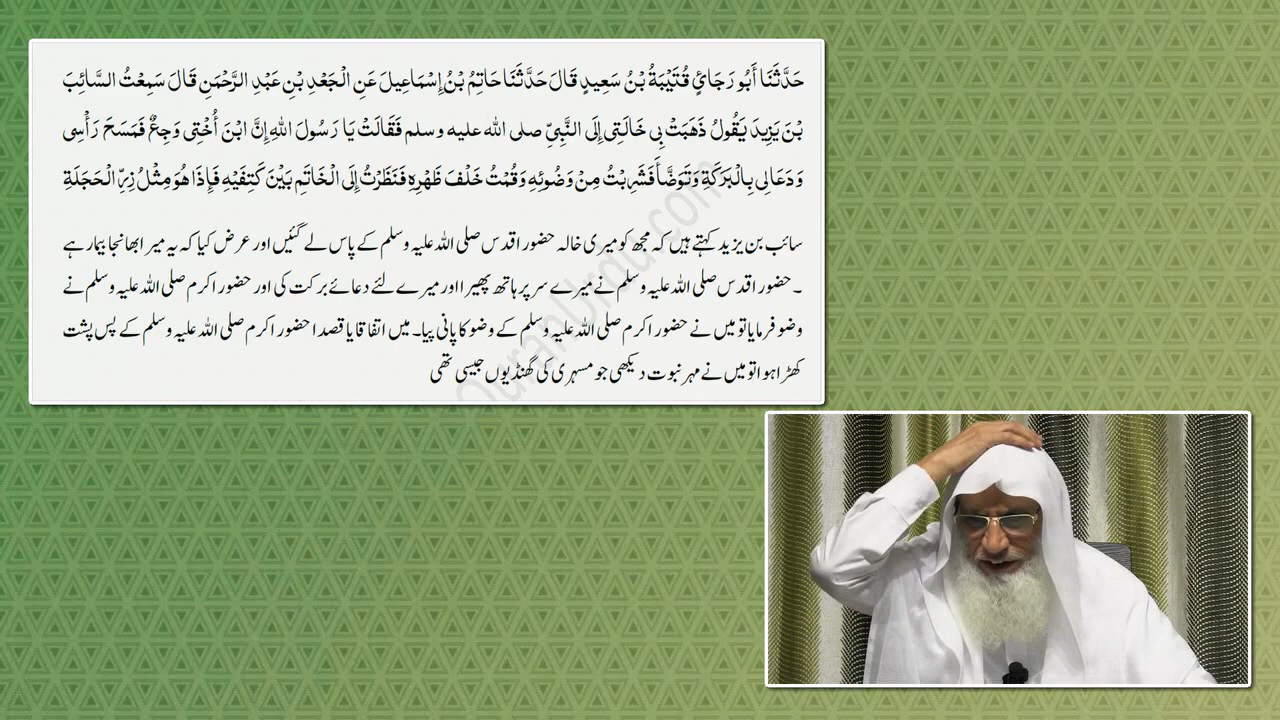 حَدَّثَنَا أَبُو رَجَائٍ قُتَيْبَةُ بْنُ سَعِيدٍ قَالَ حَدَّثَنَا حَاتِمُ بْنُ إِسْمَاعِيلَ عَنِ الْجَعْدِ بْنِ عَبْدِ الرَّحْمَنِ قَالَ سَمِعْتُ السَّائِبَ
بْنَ يَزِيدَ يَقُولُ ذَهَبَتْ بِي خَالَتِي إِلَى النَّبِيِّ صلی اللہ علیہ وسلم فَقَالَتْ يَا رَسُولَ اللهِ إِنَّ ابْنَ أُخْتِي وَجِعٌ فَمَسَحَ رَأْسِي
وَدَعَا لِي بِالْبَرَكَةِ وَتَوَضَّأَ فَشَرِبْتُ مِنْ وَضُوئِهِ وَقُمْتُ خَلْفَ ظَهْرِهِ فَنَظَرْتُ إِلَى الْخَاتَمِ بَيْنَ كَتِفَيْهِ فَإِذَا هُوَ مِثْلُ زِرِّ الْحَجَلَةِ
سائب بن یزید کہتے ہیں کہ مجھ کو میری خالہ حضور اقدس صلی اللہ علیہ وسلم کے پاس لے گئیں اور عرض کیا کہ یہ میرا بھانجا بیمار ہے
۔ حضور اقدس صلی اللہ علیہ وسلم نے میرے سر پر ہاتھ پھیرا اور میرے لئے دعائے برکت کی اور حضور اکرم صلی اللہ علیہ وسلم نے
وضو فرمایا تو میں نے حضور اکرم صلی اللہ علیہ وسلم کے وضو کا پانی پیا۔ میں اتفاقا یا قصدا حضور اکرم صلی اللہ علیہ وسلم کے پس پشت
کھڑا ہوا تو میں نے مہر نبوت دیکھی جو مسہری کی گھنڈیوں جیسی تھی
QuranUrdu.com